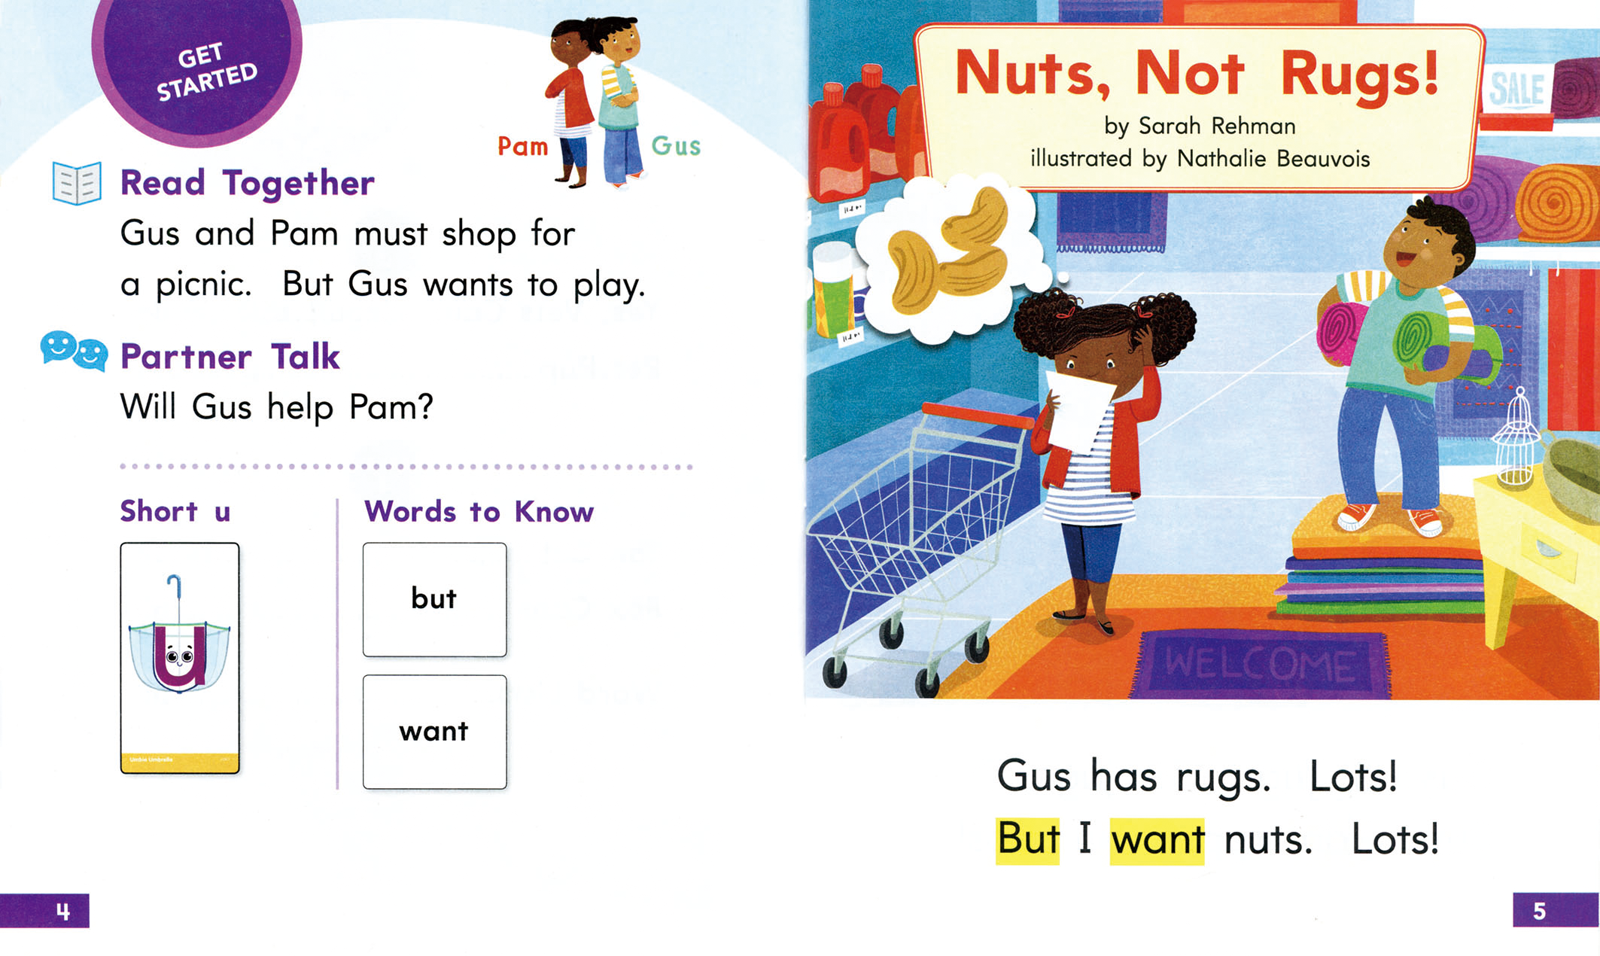 GET
STARTED
Pam
Gus
Read Together
Gus and Pam must shop for
a picnic. But Gus wants to play.
Partner Talk
Will Gus help Pam?
Short u
u
Words to Know
but
want
4
Nuts, Not Rugs!
by Sarah Rehman
illustrated by Nathalie Beauvois
SALE
WELCOME
Gus has rugs. Lots!
But I want nuts. Lots!
5